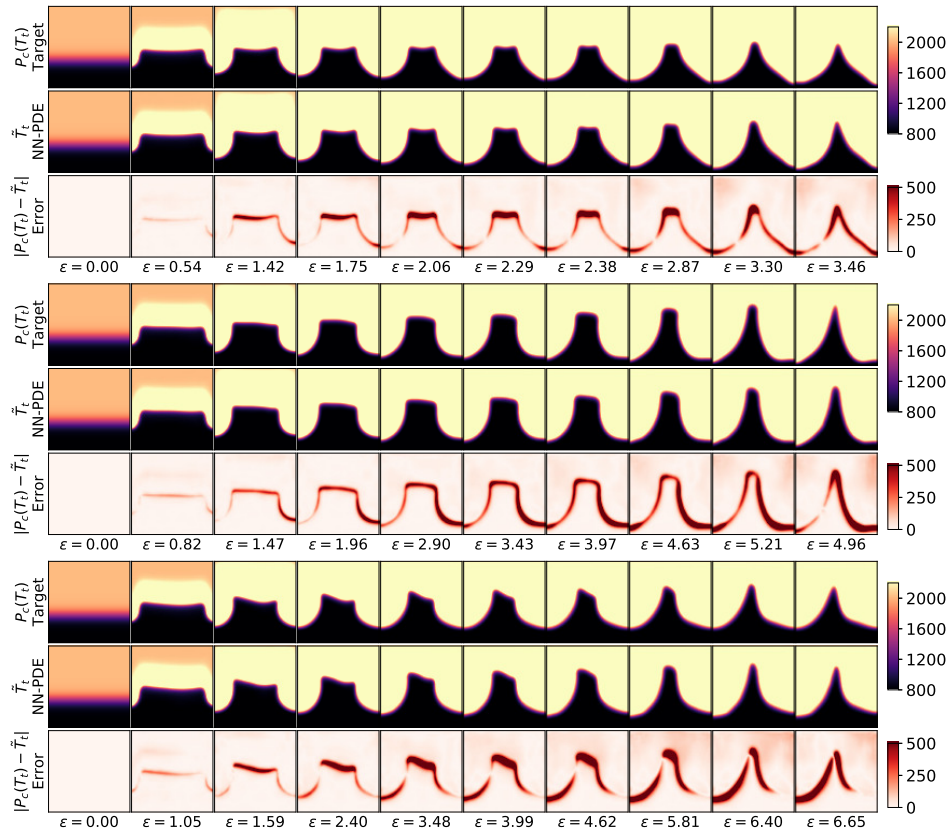 P_c(T_t)
Target
2000
1600
1200
800
T̃_t
NN-PDE
|P_c(T_t) − T̃_t|
Error
500
250
0
ε = 0.00 ε = 0.54 ε = 1.42 ε = 1.75 ε = 2.06 ε = 2.29 ε = 2.38 ε = 2.87 ε = 3.30 ε = 3.46
P_c(T_t)
Target
2000
1600
1200
800
T̃_t
NN-PDE
|P_c(T_t) − T̃_t|
Error
500
250
0
ε = 0.00 ε = 0.82 ε = 1.47 ε = 1.96 ε = 2.90 ε = 3.43 ε = 3.97 ε = 4.63 ε = 5.21 ε = 4.96
P_c(T_t)
Target
2000
1600
1200
800
T̃_t
NN-PDE
|P_c(T_t) − T̃_t|
Error
500
250
0
ε = 0.00 ε = 1.05 ε = 1.59 ε = 2.40 ε = 3.48 ε = 3.99 ε = 4.62 ε = 5.81 ε = 6.40 ε = 6.65